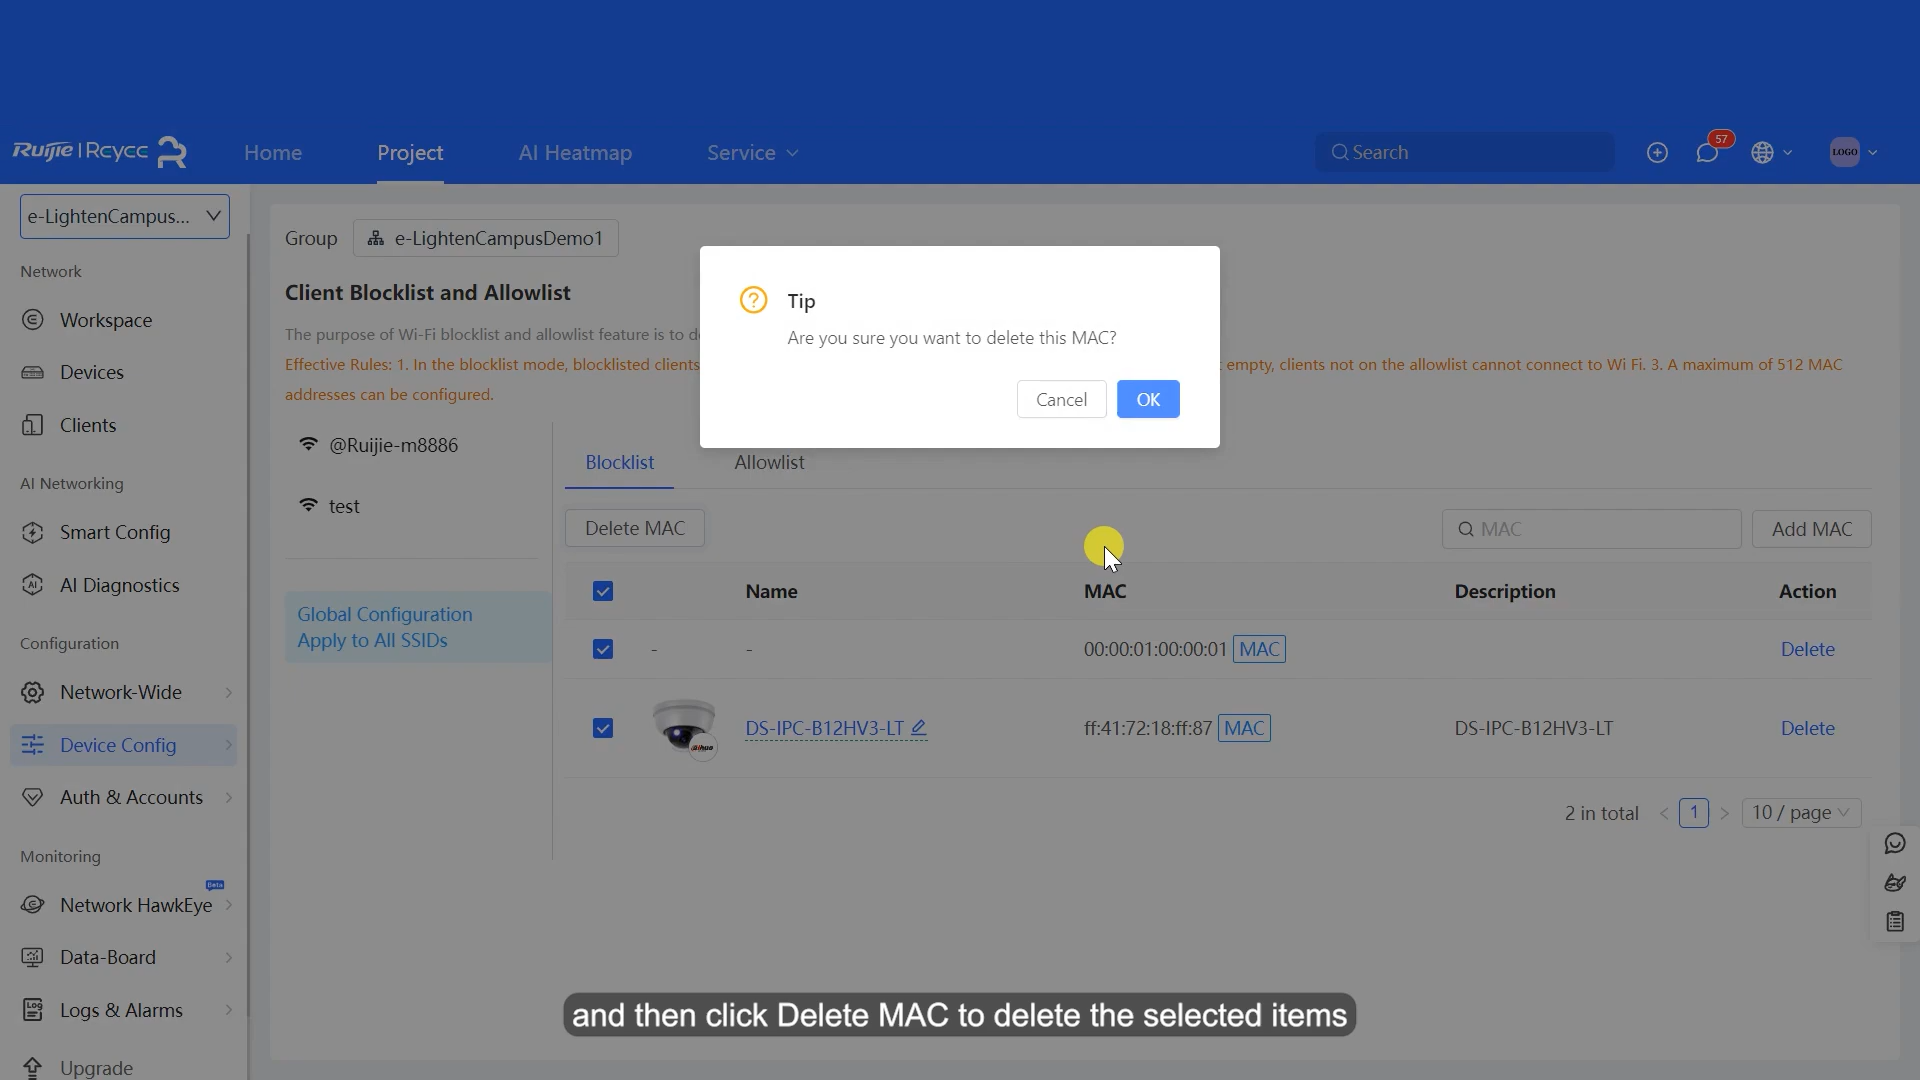 Ruijie | Reyee
Home
Project
AI Heatmap
Service
Search
57
LOGO
e-LightenCampus...
Network
Workspace
Devices
Clients
AI Networking
Smart Config
AI Diagnostics
Configuration
Network-Wide
Device Config
Auth & Accounts
Monitoring
Beta
Network HawkEye
Data-Board
Logs & Alarms
Upgrade
Group
e-LightenCampusDemo1
Client Blocklist and Allowlist
The purpose of Wi-Fi blocklist and allowlist feature is to d
Effective Rules: 1. In the blocklist mode, blocklisted clients
empty, clients not on the allowlist cannot connect to Wi Fi. 3. A maximum of 512 MAC
addresses can be configured.
Tip
Are you sure you want to delete this MAC?
Cancel
OK
@Ruijie-m8886
test
Global Configuration
Apply to All SSIDs
Blocklist
Allowlist
Delete MAC
MAC
Add MAC
Name
MAC
Description
Action
-
-
00:00:01:00:00:01 MAC
Delete
alhua
DS-IPC-B12HV3-LT
ff:41:72:18:ff:87 MAC
DS-IPC-B12HV3-LT
Delete
2 in total
< 1 >
10 / page
and then click Delete MAC to delete the selected items